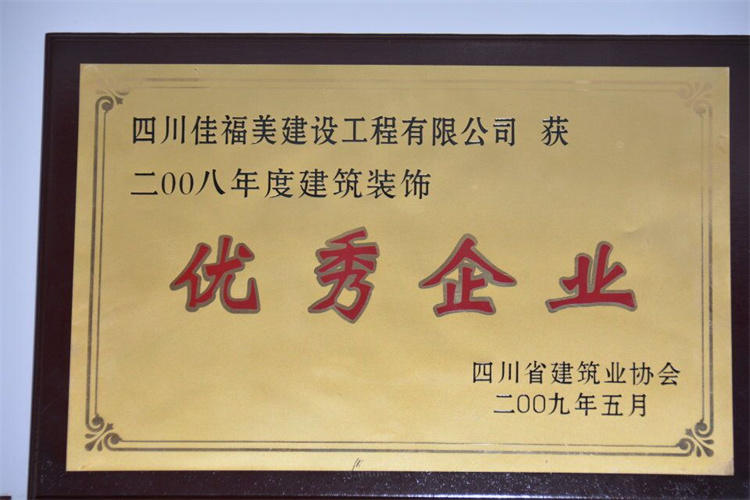 四川佳福美建设工程有限公司 获
二00八年度建筑装饰
优秀企业
四川省建筑业协会
二00九年五月